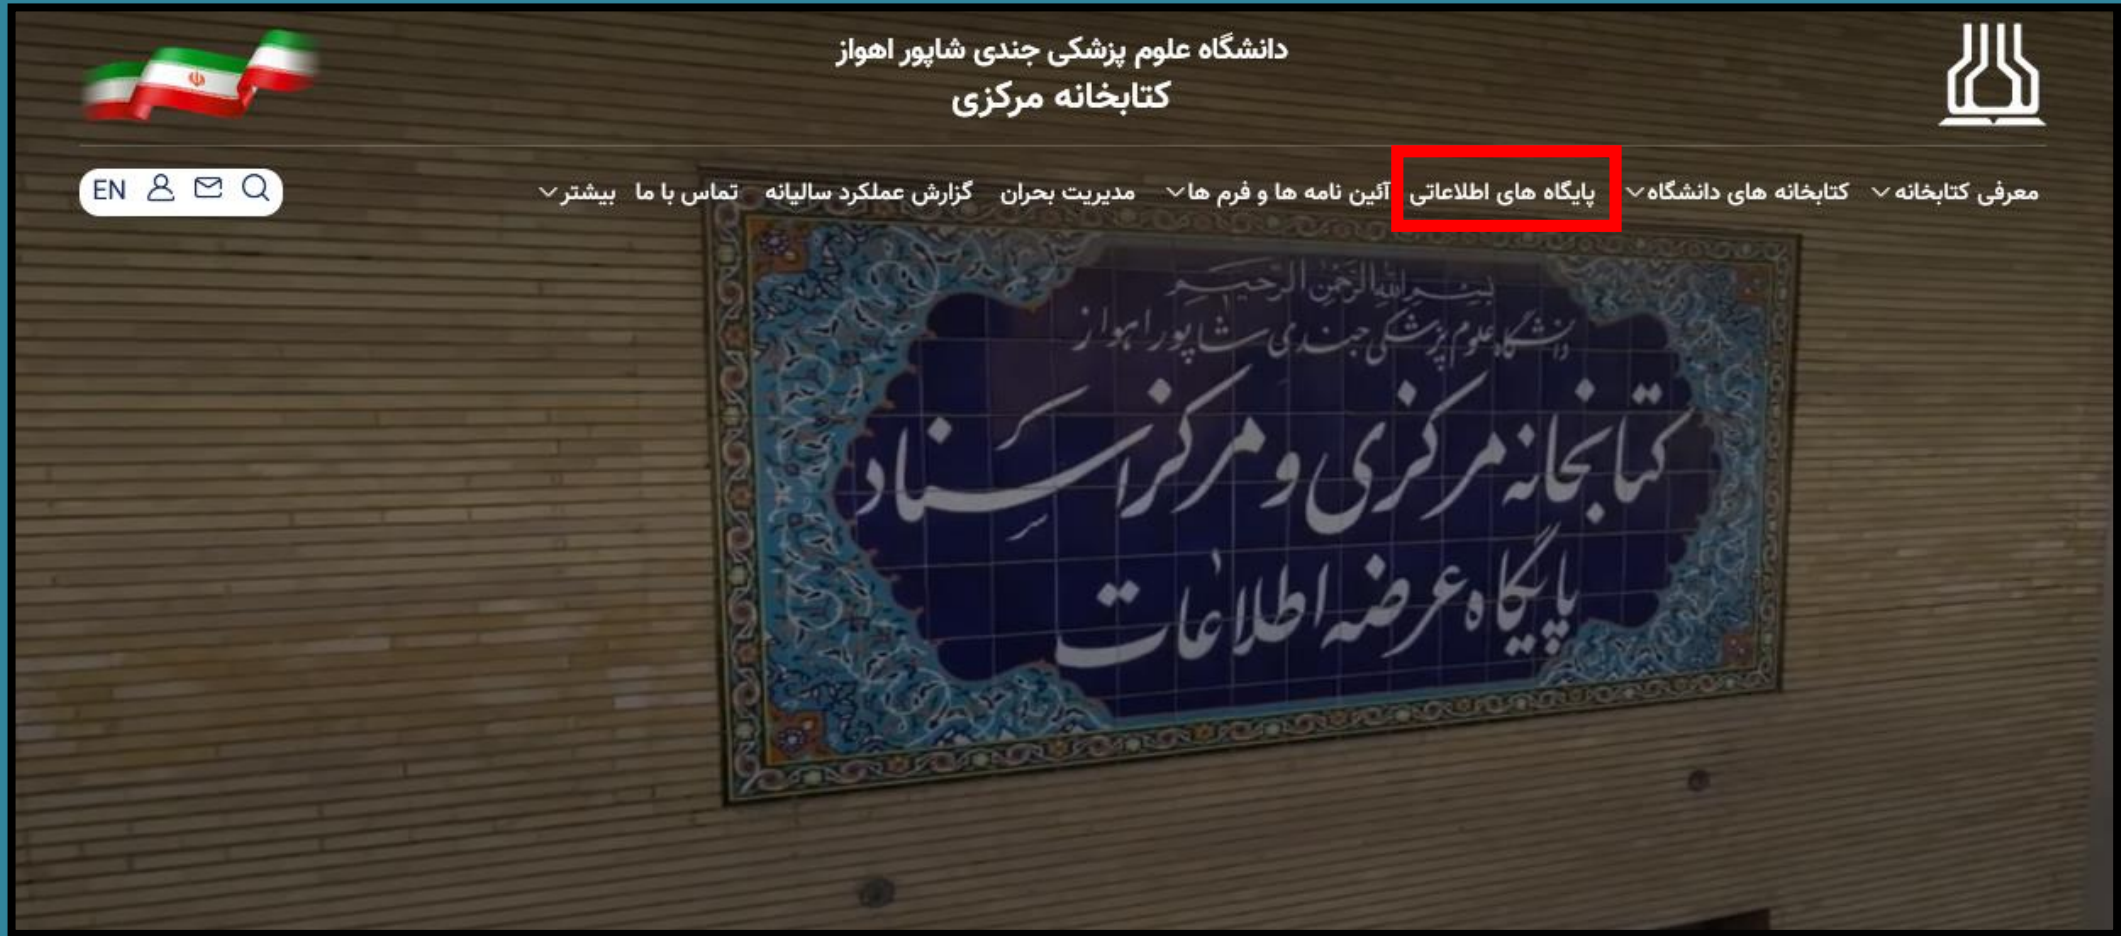 دانشگاه علوم پزشکی جندی شاپور اهواز
کتابخانه مرکزی
معرفی کتابخانه کتابخانه های دانشگاه پایگاه های اطلاعاتی آئین نامه ها و فرم ها مدیریت بحران گزارش عملکرد سالیانه تماس با ما بیشتر EN
بسم الله الرحمن الرحیم
دانشگاه علوم پزشکی جندی شاپور اهواز
کتابخانه مرکزی و مرکز اسناد
پایگاه عرضه اطلاعات